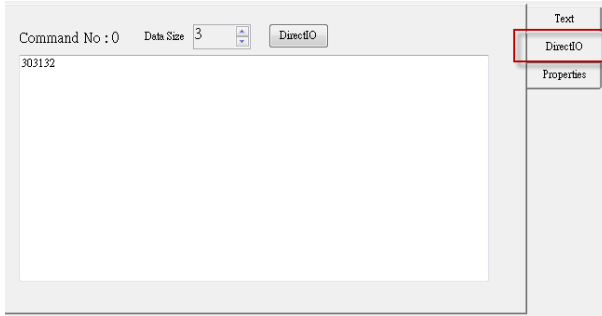 Command No : 0 Data Size 3 DirectIO
303132
Text
DirectIO
Properties